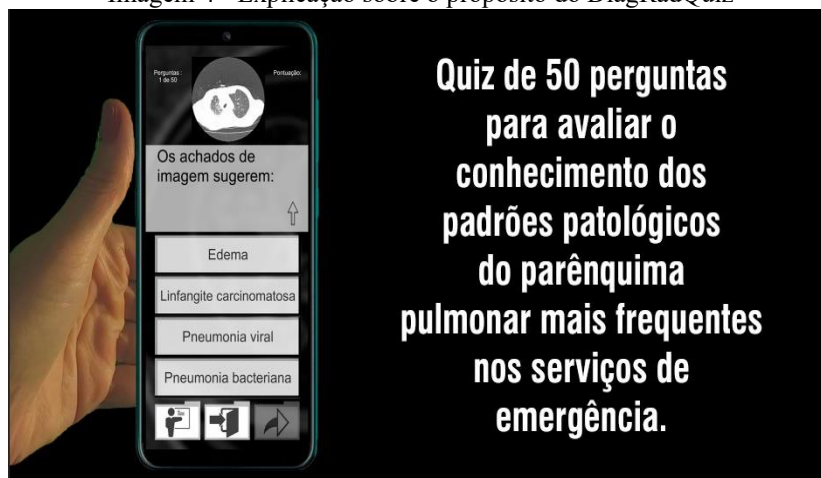 Imagem 4 - Explicação sobre o propósito do DiagRadQuiz
Perguntas :
1 de 50
Pontuação:
Os achados de
imagem sugerem:
Edema
Linfangite carcinomatosa
Pneumonia viral
Pneumonia bacteriana
Quiz de 50 perguntas
para avaliar o
conhecimento dos
padrões patológicos
do parênquima
pulmonar mais frequentes
nos serviços de
emergência.